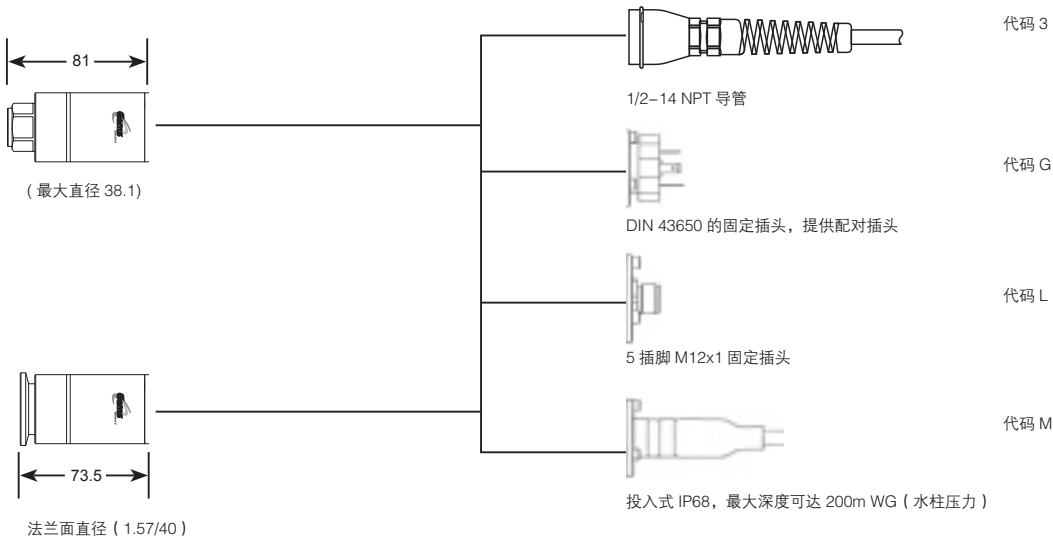 代码 3
81
1/2–14 NPT 导管
( 最大直径 38.1)
代码 G
DIN 43650 的固定插头，提供配对插头
代码 L
5 插脚 M12x1 固定插头
代码 M
73.5
投入式 IP68，最大深度可达 200m WG（水柱压力）
法兰面直径（1.57/40）